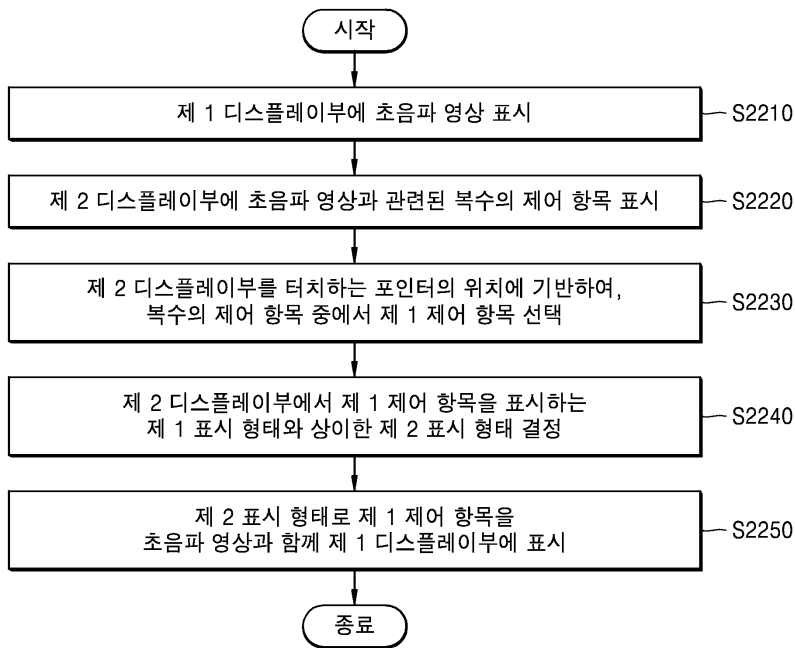 시작
제 1 디스플레이부에 초음파 영상 표시
S2210
제 2 디스플레이부에 초음파 영상과 관련된 복수의 제어 항목 표시
S2220
제 2 디스플레이부를 터치하는 포인터의 위치에 기반하여,
복수의 제어 항목 중에서 제 1 제어 항목 선택
S2230
제 2 디스플레이부에서 제 1 제어 항목을 표시하는
제 1 표시 형태와 상이한 제 2 표시 형태 결정
S2240
제 2 표시 형태로 제 1 제어 항목을
초음파 영상과 함께 제 1 디스플레이부에 표시
S2250
종료